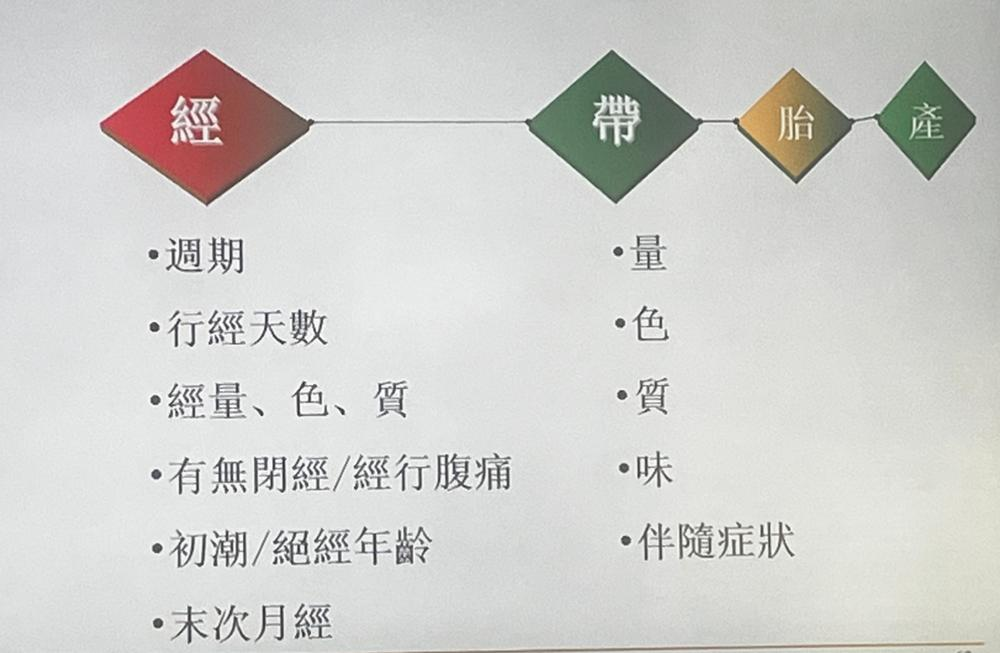 經
帶
胎
產
•週期
•行經天數
•經量、色、質
•有無閉經/經行腹痛
•初潮/絕經年齡
•末次月經
•量
•色
•質
•味
•伴隨症狀